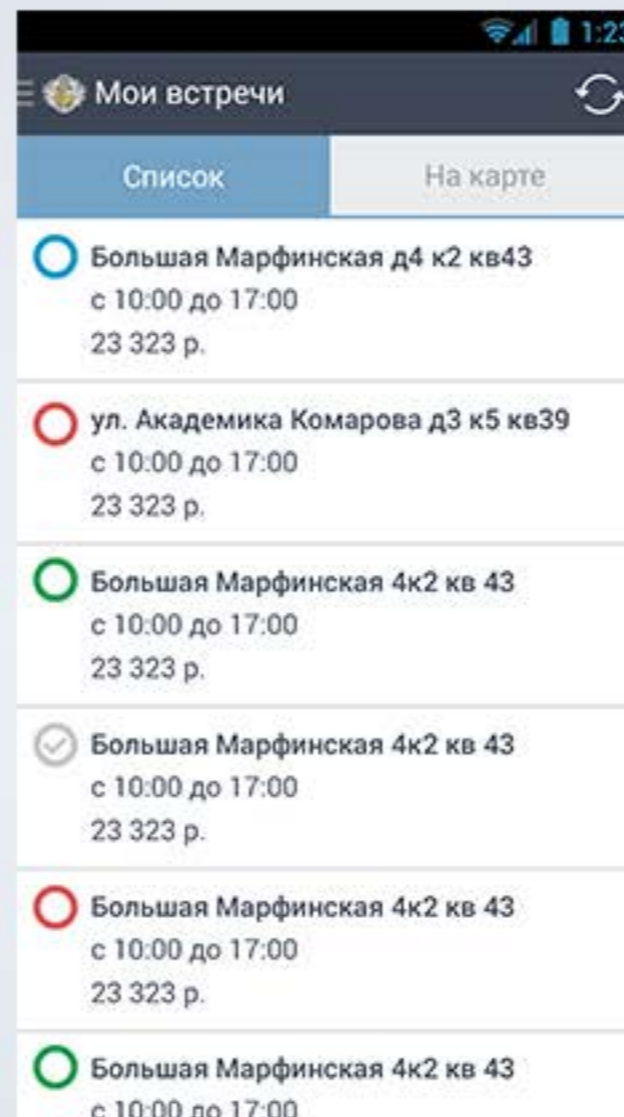 1:23
Мои встречи
Список
На карте
Большая Марфинская д4 к2 кв43
с 10:00 до 17:00
23 323 р.
ул. Академика Комарова д3 к5 кв39
с 10:00 до 17:00
23 323 р.
Большая Марфинская 4к2 кв 43
с 10:00 до 17:00
23 323 р.
Большая Марфинская 4к2 кв 43
с 10:00 до 17:00
23 323 р.
Большая Марфинская 4к2 кв 43
с 10:00 до 17:00
23 323 р.
Большая Марфинская 4к2 кв 43
с 10:00 до 17:00